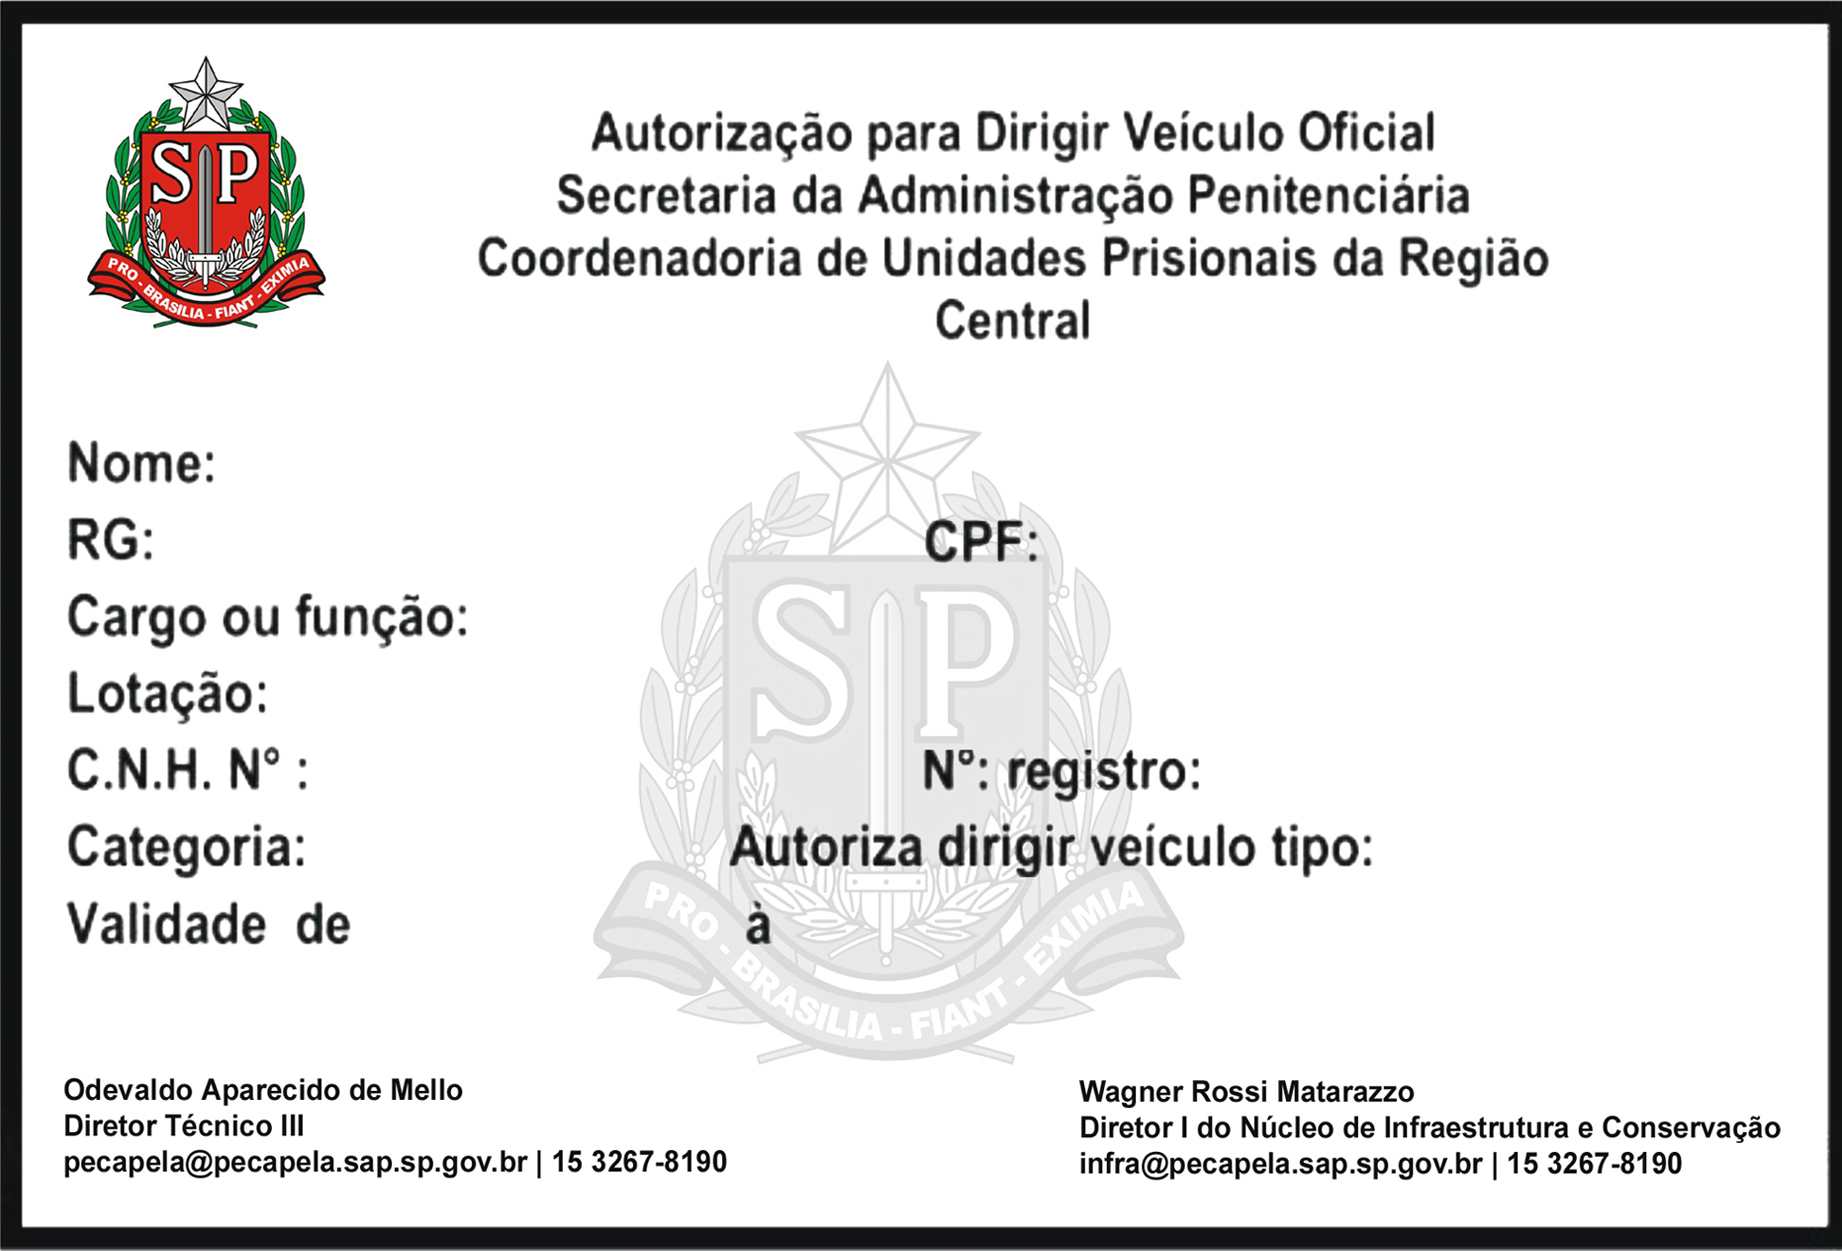 SP
PRO - BRASILIA - FIANT - EXIMIA
Autorização para Dirigir Veículo Oficial
Secretaria da Administração Penitenciária
Coordenadoria de Unidades Prisionais da Região
Central
Nome:
RG: CPF:
Cargo ou função:
Lotação:
C.N.H. N° : N°: registro:
Categoria: Autoriza dirigir veículo tipo:
Validade de à
SP
PRO - BRASILIA - FIANT - EXIMIA
Odevaldo Aparecido de Mello
Diretor Técnico III
pecapela@pecapela.sap.sp.gov.br | 15 3267-8190
Wagner Rossi Matarazzo
Diretor I do Núcleo de Infraestrutura e Conservação
infra@pecapela.sap.sp.gov.br | 15 3267-8190